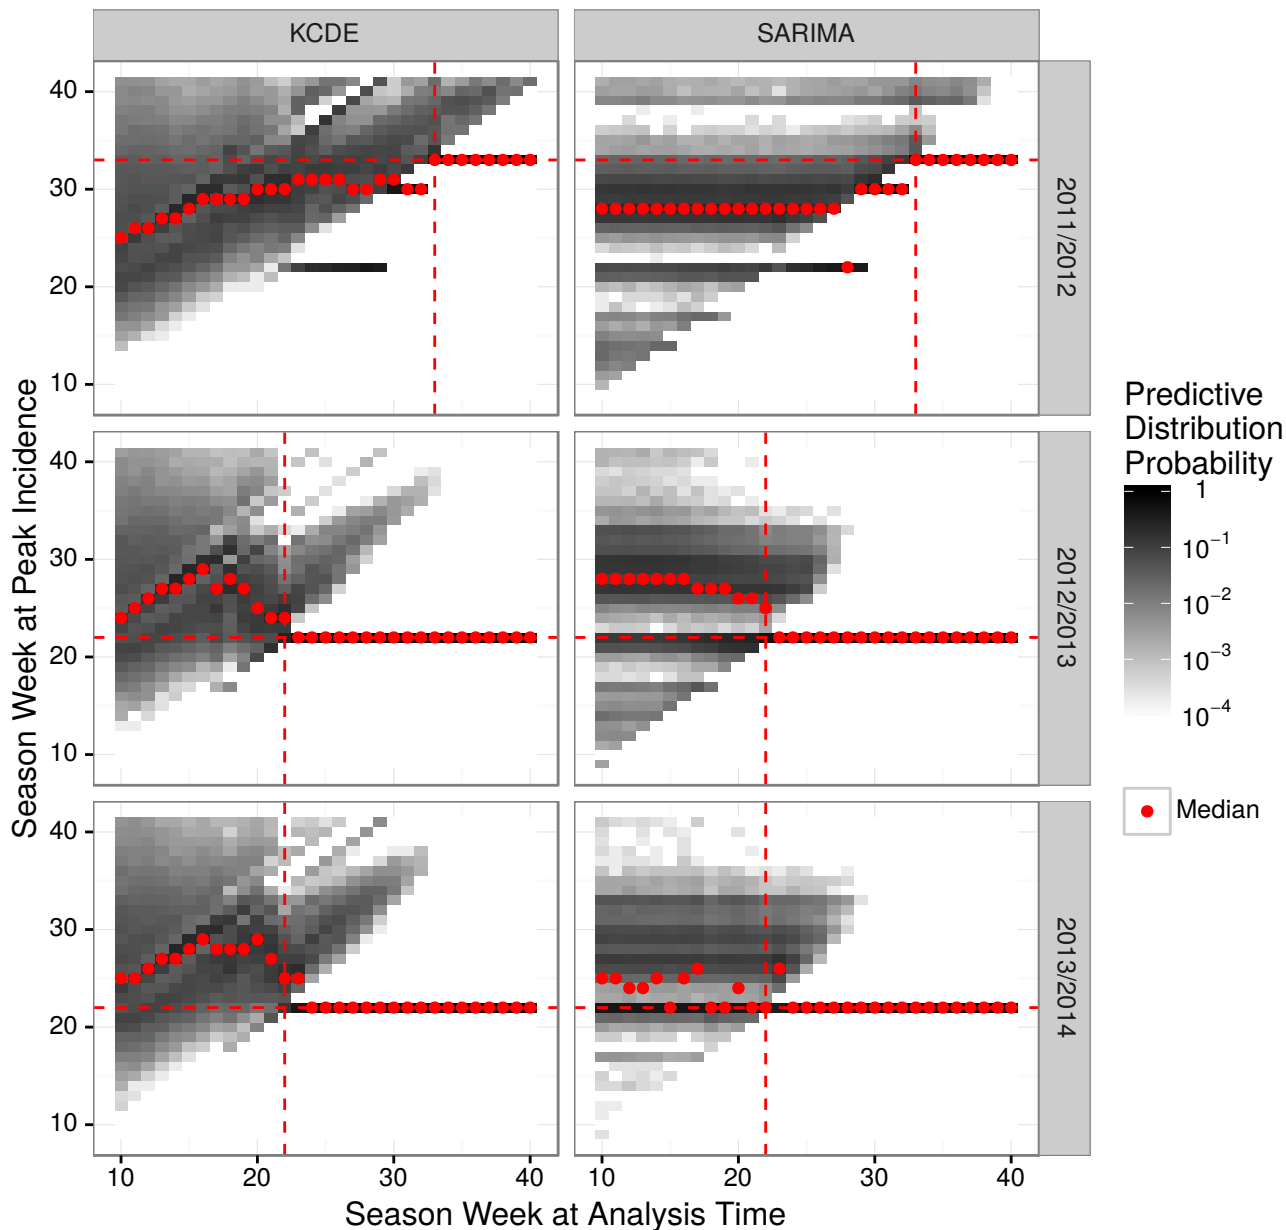 KCDE
SARIMA
40
30
20
10
2011/2012
40
30
20
10
2012/2013
40
30
20
10
2013/2014
10 20 30 40
10 20 30 40
Season Week at Analysis Time
Season Week at Peak Incidence
Predictive
Distribution
Probability
1
10⁻¹
10⁻²
10⁻³
10⁻⁴
Median